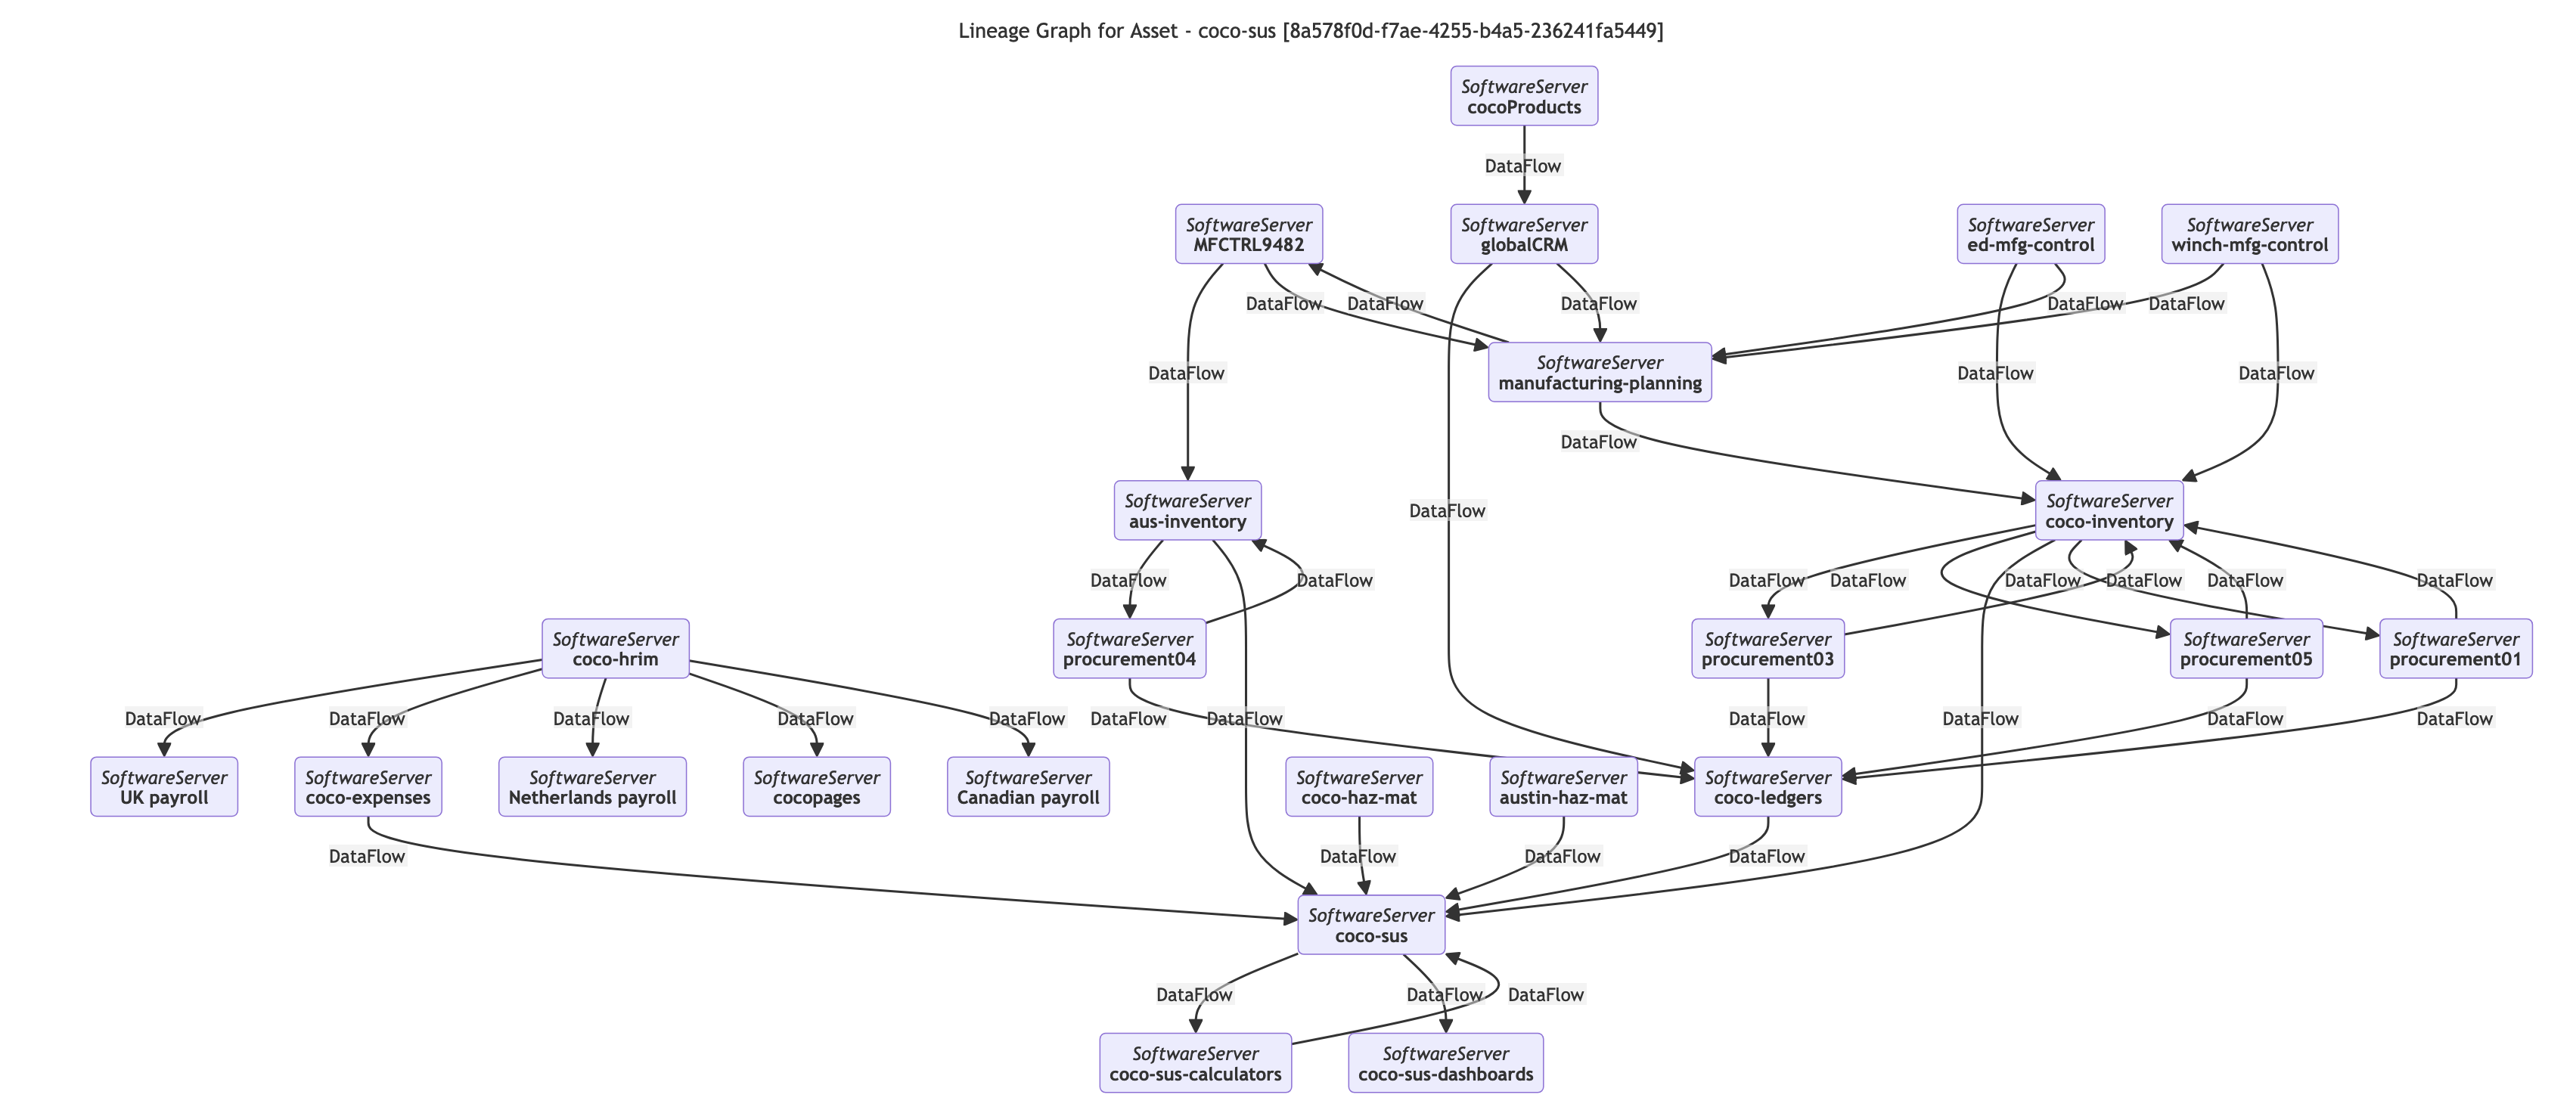 Lineage Graph for Asset - coco-sus [8a578f0d-f7ae-4255-b4a5-236241fa5449]
SoftwareServer
cocoProducts
DataFlow
SoftwareServer
MFCTRL9482
SoftwareServer
globalCRM
SoftwareServer
ed-mfg-control
SoftwareServer
winch-mfg-control
DataFlow
DataFlow
DataFlow
DataFlow
DataFlow
SoftwareServer
manufacturing-planning
DataFlow
DataFlow
DataFlow
DataFlow
SoftwareServer
aus-inventory
DataFlow
SoftwareServer
coco-inventory
DataFlow
DataFlow
DataFlow
DataFlow
DataFlow
DataFlow
DataFlow
DataFlow
SoftwareServer
coco-hrim
SoftwareServer
procurement04
SoftwareServer
procurement03
SoftwareServer
procurement05
SoftwareServer
procurement01
DataFlow
DataFlow
DataFlow
DataFlow
DataFlow
DataFlow
DataFlow
DataFlow
DataFlow
DataFlow
DataFlow
SoftwareServer
UK payroll
SoftwareServer
coco-expenses
SoftwareServer
Netherlands payroll
SoftwareServer
cocopages
SoftwareServer
Canadian payroll
SoftwareServer
coco-haz-mat
SoftwareServer
austin-haz-mat
SoftwareServer
coco-ledgers
DataFlow
DataFlow
DataFlow
DataFlow
SoftwareServer
coco-sus
DataFlow
DataFlow
DataFlow
SoftwareServer
coco-sus-calculators
SoftwareServer
coco-sus-dashboards